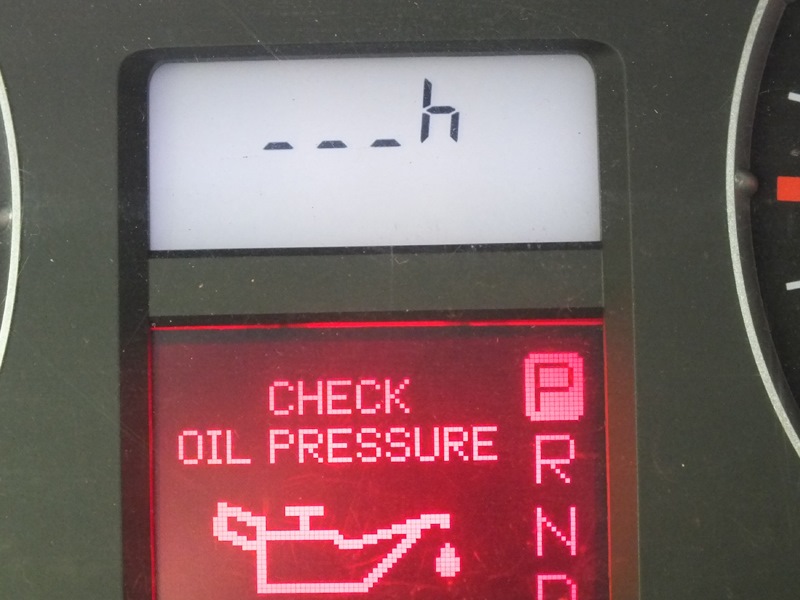 _ _ _ h
CHECK
OIL PRESSURE
P
R
N